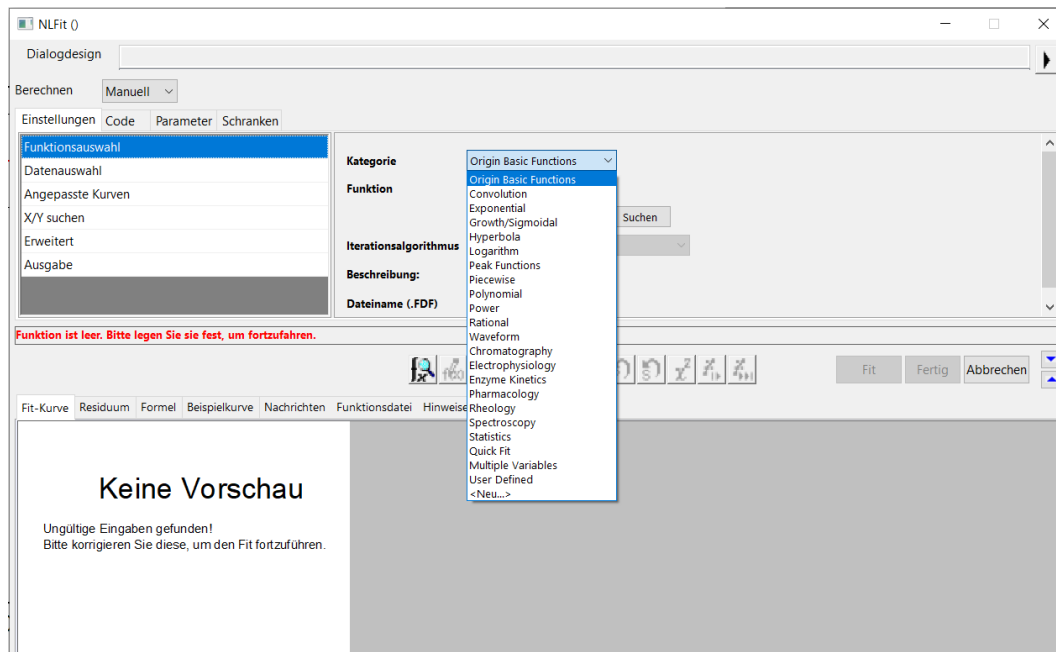 NLFit ()
Dialogdesign
Berechnen Manuell
Einstellungen Code Parameter Schranken
Funktionsauswahl
Datenauswahl
Angepasste Kurven
X/Y suchen
Erweitert
Ausgabe
Kategorie Origin Basic Functions
Funktion
Suchen
Iterationsalgorithmus
Beschreibung:
Dateiname (.FDF)
Origin Basic Functions
Convolution
Exponential
Growth/Sigmoidal
Hyperbola
Logarithm
Peak Functions
Piecewise
Polynomial
Power
Rational
Waveform
Chromatography
Electrophysiology
Enzyme Kinetics
Pharmacology
Rheology
Spectroscopy
Statistics
Quick Fit
Multiple Variables
User Defined
<Neu...>
Funktion ist leer. Bitte legen Sie sie fest, um fortzufahren.
Fit Fertig Abbrechen
Fit-Kurve Residuum Formel Beispielkurve Nachrichten Funktionsdatei Hinweise
Keine Vorschau
Ungültige Eingaben gefunden!
Bitte korrigieren Sie diese, um den Fit fortzuführen.